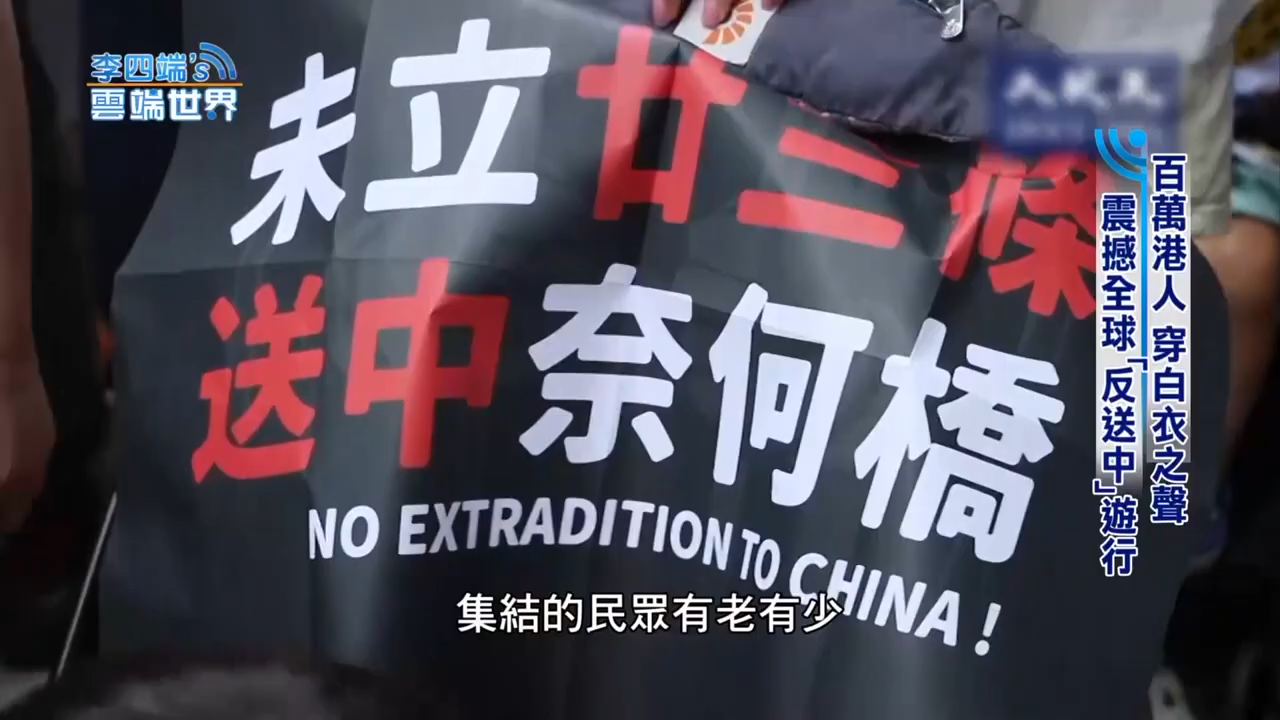 李四端's
雲端世界
未立廿三條
送中奈何橋
NO EXTRADITION TO CHINA!
百萬港人 穿白衣之聲
震撼全球「反送中」遊行
集結的民眾有老有少